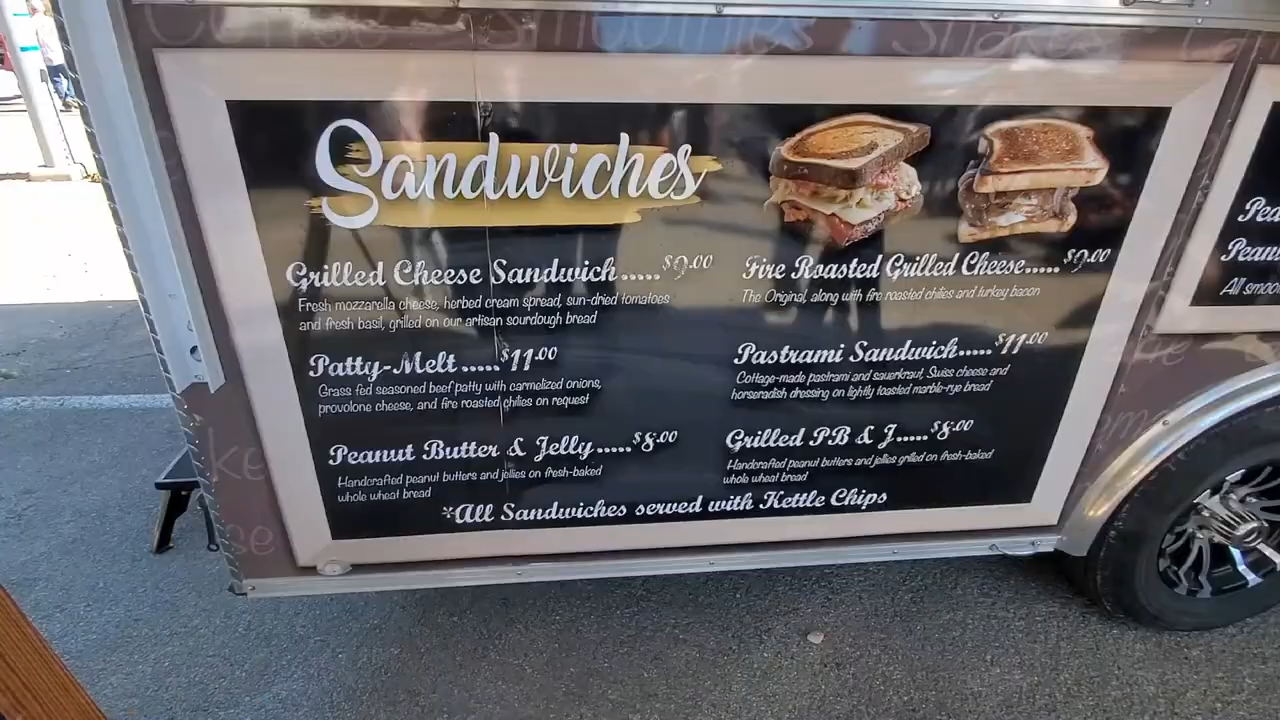 Coffee Smoothies Shakes
Sandwiches
Grilled Cheese Sandwich.....$9.00
Fresh mozzarella cheese, herbed cream spread, sun-dried tomatoes
and fresh basil, grilled on our artisan sourdough bread
Patty-Melt.....$11.00
Grass fed seasoned beef patty with carmelized onions,
provolone cheese, and fire roasted chilies on request
Peanut Butter & Jelly.....$8.00
Handcrafted peanut butters and jellies on fresh-baked
whole wheat bread
Fire Roasted Grilled Cheese.....$9.00
The Original, along with fire roasted chilies and turkey bacon
Pastrami Sandwich.....$11.00
Cottage-made pastrami and sauerkraut, Swiss cheese and
horseradish dressing on lightly toasted marble-rye bread
Grilled PB & J.....$8.00
Handcrafted peanut butters and jellies grilled on fresh-baked
whole wheat bread
*All Sandwiches served with Kettle Chips
All